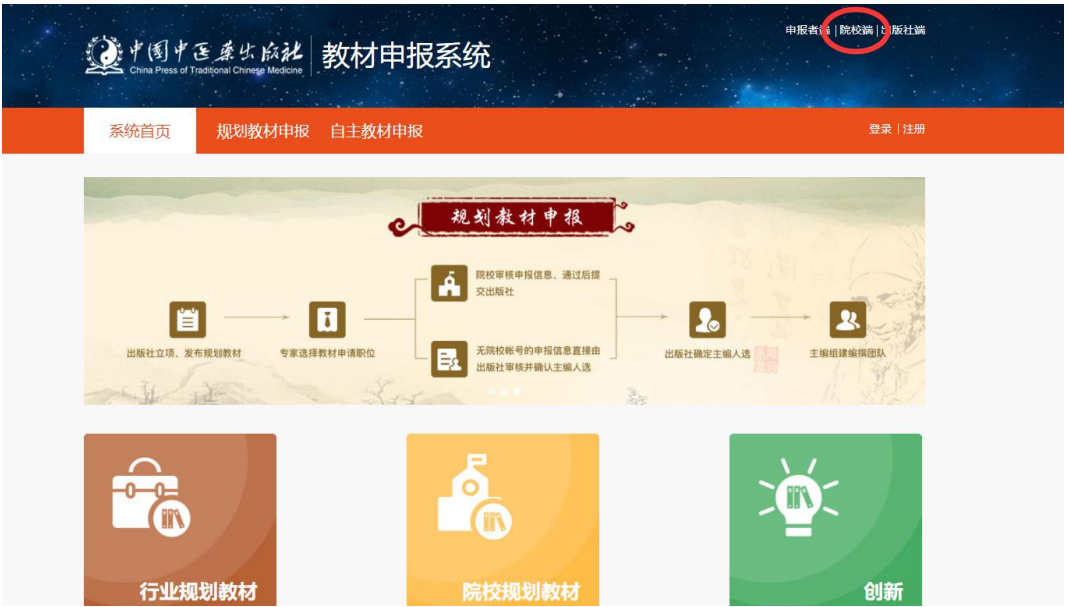 申报者端 | 院校端 | 出版社端
中国中医药出版社
China Press of Traditional Chinese Medicine
教材申报系统
系统首页 规划教材申报 自主教材申报 登录 | 注册
规划教材申报
院校审核申报信息、通过后提
交出版社
出版社立项、发布规划教材
专家选择教材申请职位
无院校帐号的申报信息直接由
出版社审核并确认主编人选
出版社确定主编人选
主编组建编撰团队
行业规划教材
院校规划教材
创新